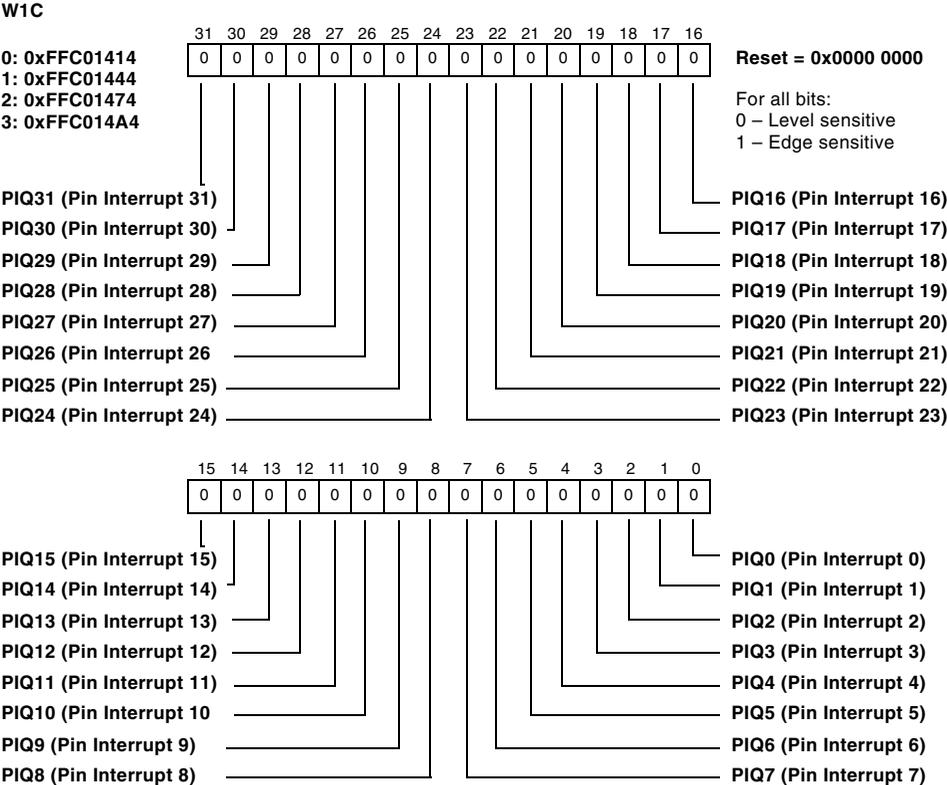 W1C
0: 0xFFC01414
1: 0xFFC01444
2: 0xFFC01474
3: 0xFFC014A4
31 30 29 28 27 26 25 24 23 22 21 20 19 18 17 16
0 0 0 0 0 0 0 0 0 0 0 0 0 0 0 0
Reset = 0x0000 0000
For all bits:
0 – Level sensitive
1 – Edge sensitive
PIQ31 (Pin Interrupt 31)
PIQ30 (Pin Interrupt 30)
PIQ29 (Pin Interrupt 29)
PIQ28 (Pin Interrupt 28)
PIQ27 (Pin Interrupt 27)
PIQ26 (Pin Interrupt 26
PIQ25 (Pin Interrupt 25)
PIQ24 (Pin Interrupt 24)
PIQ16 (Pin Interrupt 16)
PIQ17 (Pin Interrupt 17)
PIQ18 (Pin Interrupt 18)
PIQ19 (Pin Interrupt 19)
PIQ20 (Pin Interrupt 20)
PIQ21 (Pin Interrupt 21)
PIQ22 (Pin Interrupt 22)
PIQ23 (Pin Interrupt 23)
15 14 13 12 11 10 9 8 7 6 5 4 3 2 1 0
0 0 0 0 0 0 0 0 0 0 0 0 0 0 0 0
PIQ15 (Pin Interrupt 15)
PIQ14 (Pin Interrupt 14)
PIQ13 (Pin Interrupt 13)
PIQ12 (Pin Interrupt 12)
PIQ11 (Pin Interrupt 11)
PIQ10 (Pin Interrupt 10
PIQ9 (Pin Interrupt 9)
PIQ8 (Pin Interrupt 8)
PIQ0 (Pin Interrupt 0)
PIQ1 (Pin Interrupt 1)
PIQ2 (Pin Interrupt 2)
PIQ3 (Pin Interrupt 3)
PIQ4 (Pin Interrupt 4)
PIQ5 (Pin Interrupt 5)
PIQ6 (Pin Interrupt 6)
PIQ7 (Pin Interrupt 7)